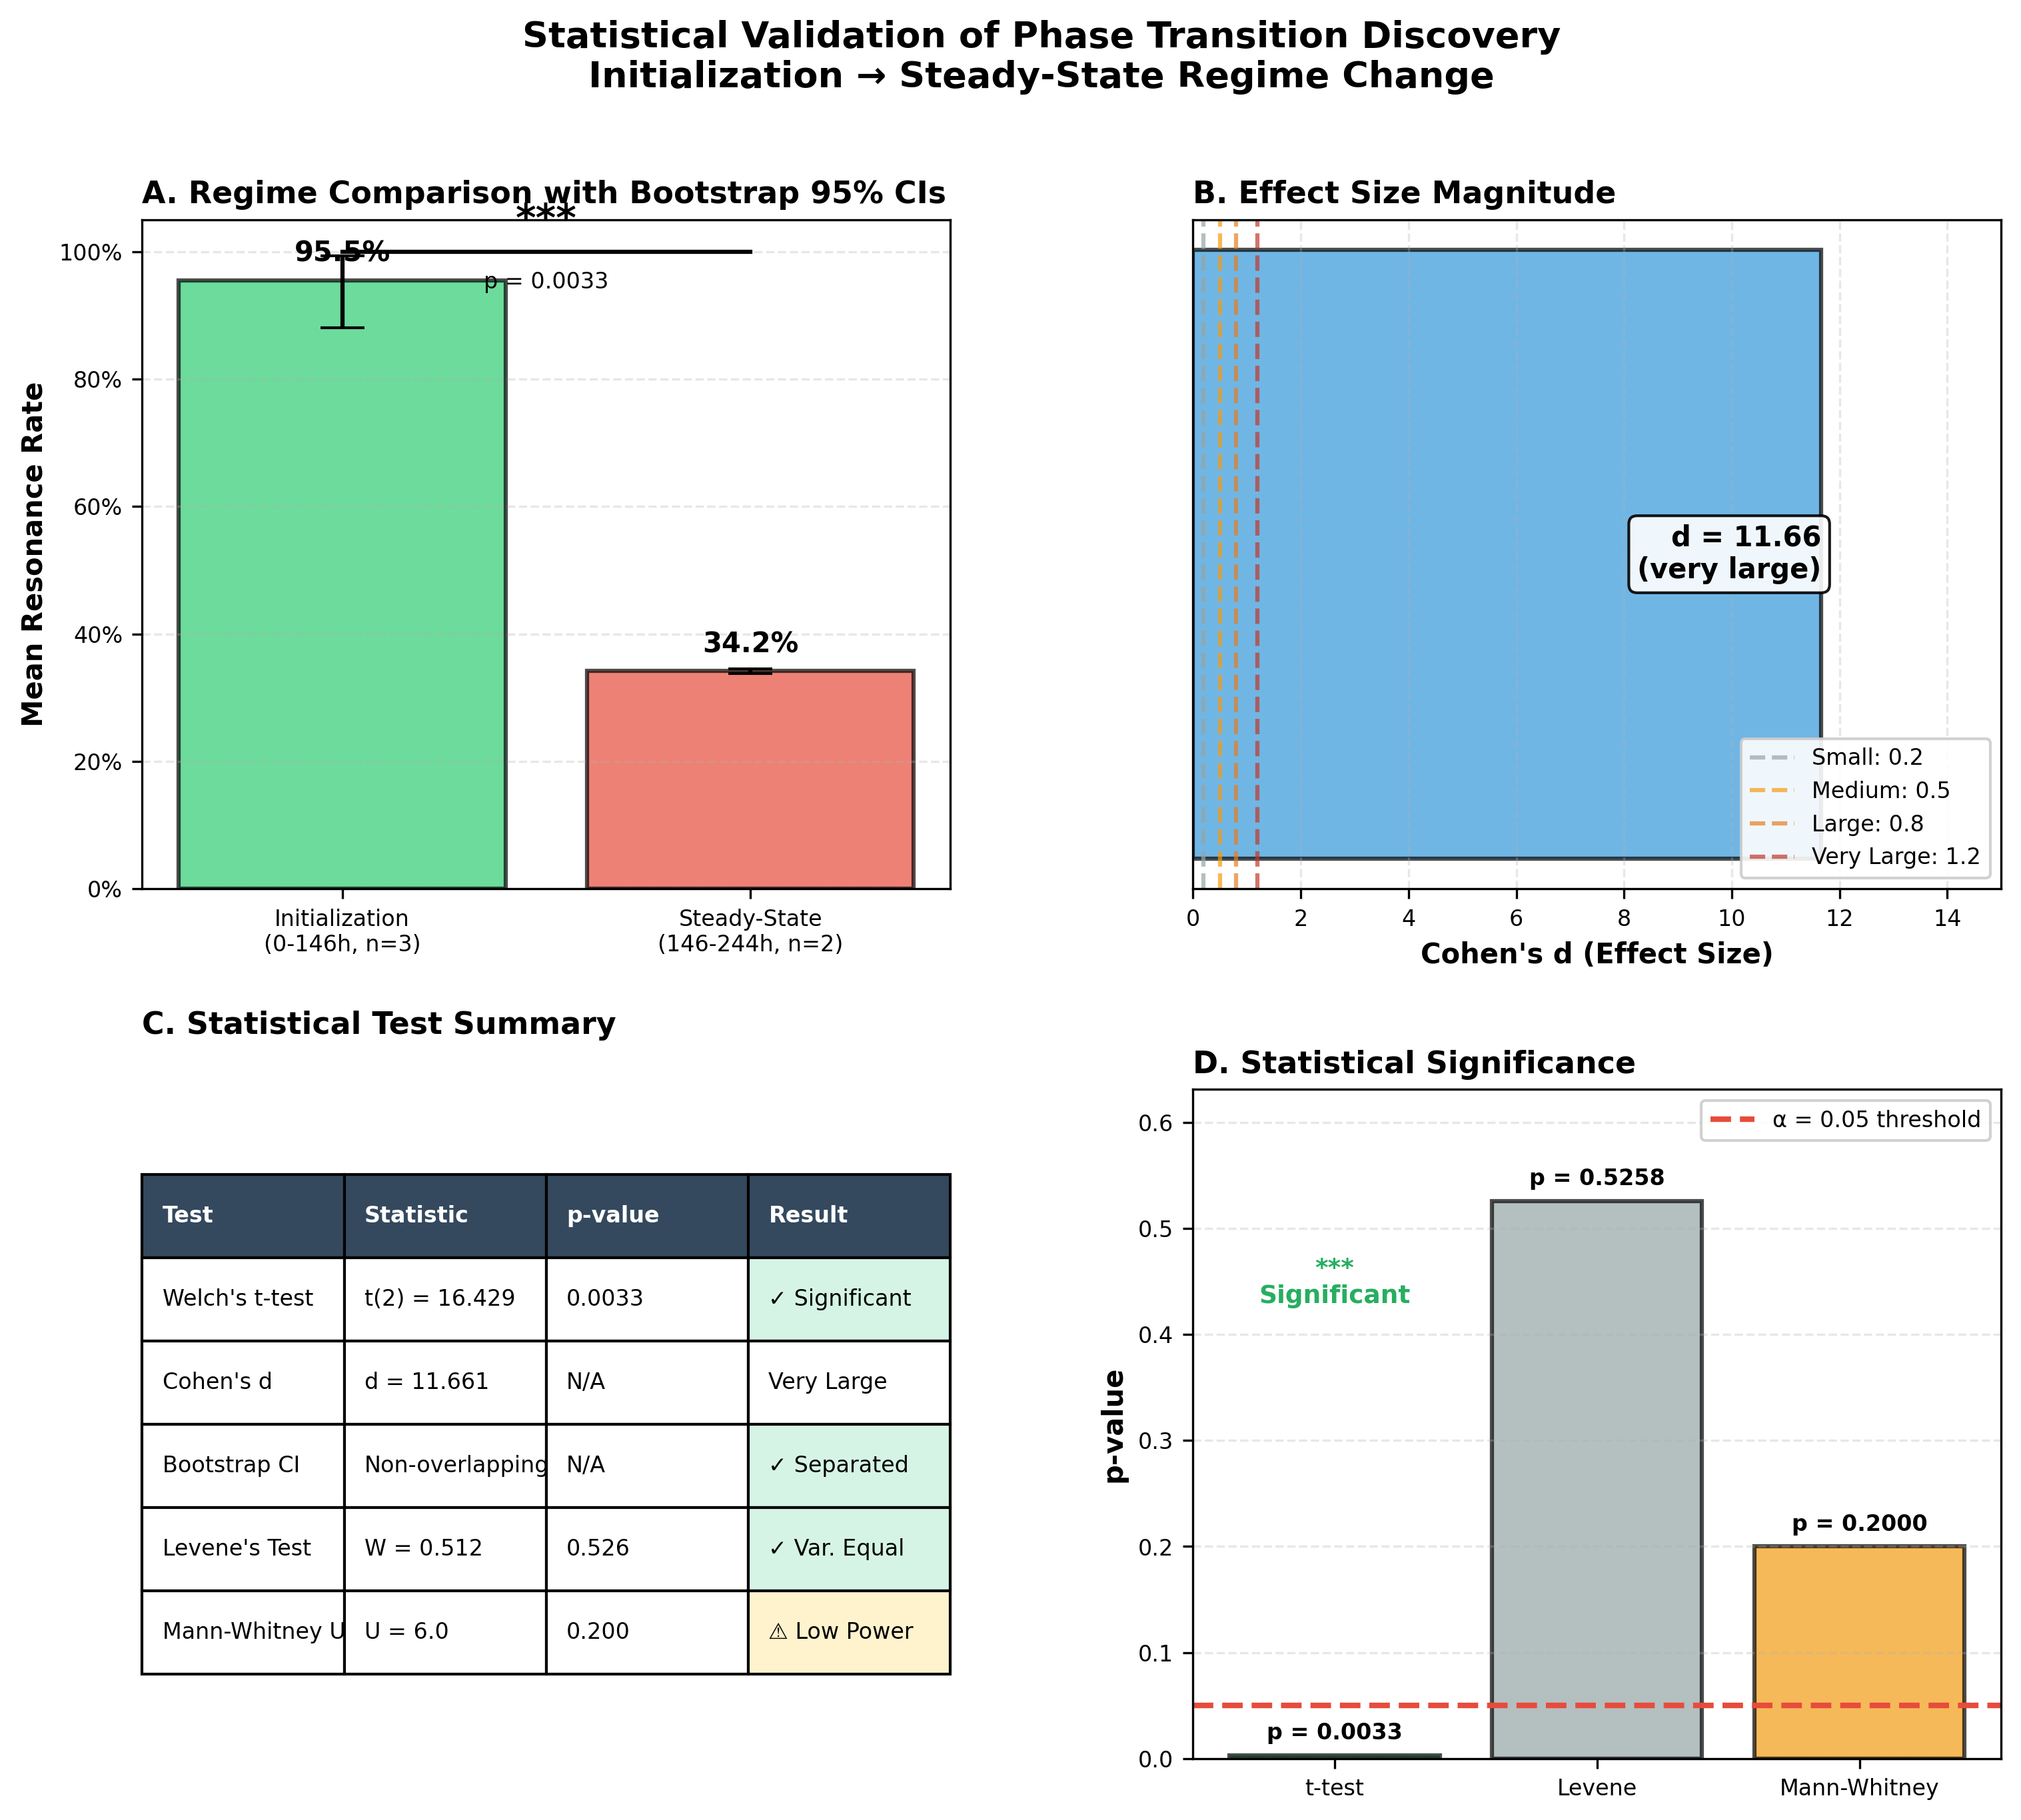 Statistical Validation of Phase Transition Discovery
Initialization → Steady-State Regime Change
A. Regime Comparison with Bootstrap 95% CIs
***
95.5%
p = 0.0033
34.2%
100%
80%
60%
40%
20%
0%
Mean Resonance Rate
Initialization
(0-146h, n=3)
Steady-State
(146-244h, n=2)
B. Effect Size Magnitude
d = 11.66
(very large)
Small: 0.2
Medium: 0.5
Large: 0.8
Very Large: 1.2
0 2 4 6 8 10 12 14
Cohen's d (Effect Size)
C. Statistical Test Summary
Test Statistic p-value Result
Welch's t-test t(2) = 16.429 0.0033 ✓ Significant
Cohen's d d = 11.661 N/A Very Large
Bootstrap CI Non-overlapping N/A ✓ Separated
Levene's Test W = 0.512 0.526 ✓ Var. Equal
Mann-Whitney U U = 6.0 0.200 ⚠ Low Power
D. Statistical Significance
α = 0.05 threshold
p = 0.5258
***
Significant
p = 0.2000
p = 0.0033
0.6
0.5
0.4
0.3
0.2
0.1
0.0
p-value
t-test Levene Mann-Whitney